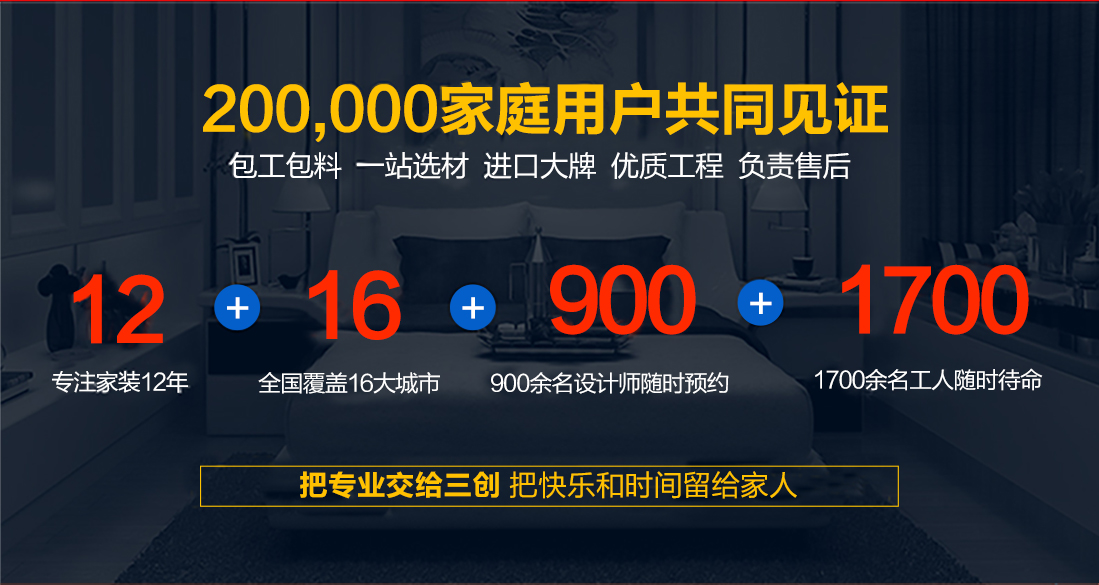 200,000家庭用户共同见证
包工包料 一站选材 进口大牌 优质工程 负责售后
12 + 16 + 900 + 1700
专注家装12年 全国覆盖16大城市 900余名设计师随时预约 1700余名工人随时待命
把专业交给三创 把快乐和时间留给家人